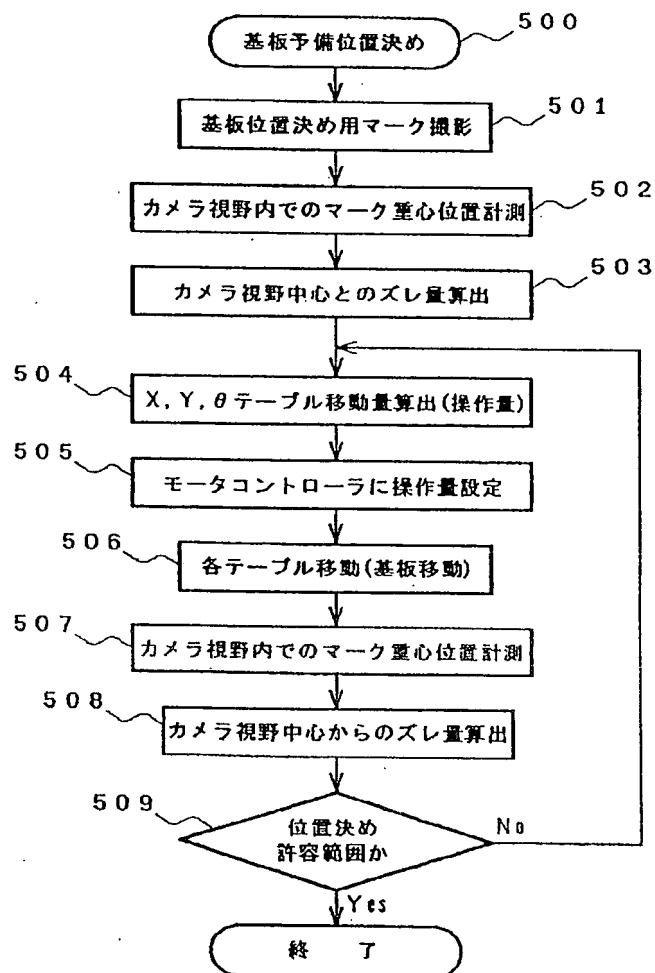 基板予備位置決め
500
基板位置決め用マーク撮影
501
カメラ視野内でのマーク重心位置計測
502
カメラ視野中心とのズレ量算出
503
504
X, Y, θテーブル移動量算出(操作量)
505
モータコントローラに操作量設定
506
各テーブル移動(基板移動)
507
カメラ視野内でのマーク重心位置計測
508
カメラ視野中心からのズレ量算出
509
位置決め
許容範囲か
No
Yes
終 了